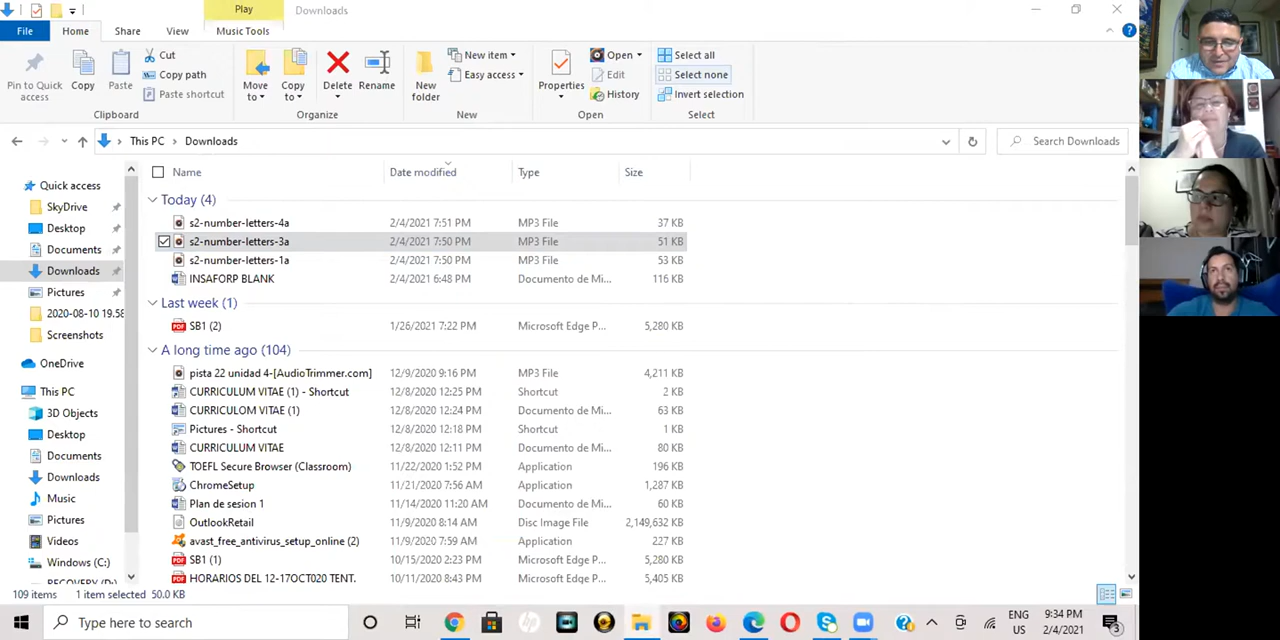 Play Downloads
File Home Share View Music Tools
Pin to Quick access Copy Paste Cut Copy path Paste shortcut Move to Copy to Delete Rename New folder New item Easy access Properties Open Edit History Select all Select none Invert selection
Clipboard Organize New Open Select
This PC Downloads Search Downloads
Name Date modified Type Size
Quick access
SkyDrive
Desktop
Documents
Downloads
Pictures
2020-08-10 19.58
Screenshots
OneDrive
This PC
3D Objects
Desktop
Documents
Downloads
Music
Pictures
Videos
Windows (C:)
RECOVERY (D:)
Today (4)
s2-number-letters-4a 2/4/2021 7:51 PM MP3 File 37 KB
s2-number-letters-3a 2/4/2021 7:50 PM MP3 File 51 KB
s2-number-letters-1a 2/4/2021 7:50 PM MP3 File 53 KB
INSAFORP BLANK 2/4/2021 6:48 PM Documento de Mi... 116 KB
Last week (1)
SB1 (2) 1/26/2021 7:22 PM Microsoft Edge P... 5,280 KB
A long time ago (104)
pista 22 unidad 4-[AudioTrimmer.com] 12/9/2020 9:16 PM MP3 File 4,211 KB
CURRICULUM VITAE (1) - Shortcut 12/8/2020 12:25 PM Shortcut 2 KB
CURRICULOM VITAE (1) 12/8/2020 12:24 PM Documento de Mi... 63 KB
Pictures - Shortcut 12/8/2020 12:18 PM Shortcut 1 KB
CURRICULUM VITAE 12/8/2020 12:11 PM Documento de Mi... 80 KB
TOEFL Secure Browser (Classroom) 11/22/2020 1:52 PM Application 196 KB
ChromeSetup 11/21/2020 7:56 AM Application 1,287 KB
Plan de sesion 1 11/14/2020 11:20 AM Documento de Mi... 60 KB
OutlookRetail 11/9/2020 8:14 AM Disc Image File 2,149,632 KB
avast_free_antivirus_setup_online (2) 11/9/2020 7:59 AM Application 227 KB
SB1 (1) 10/15/2020 2:23 PM Microsoft Edge P... 5,280 KB
HORARIOS DEL 12-17OCT020 TENT. 10/11/2020 8:43 PM Microsoft Edge P... 5,405 KB
109 items 1 item selected 50.0 KB
Type here to search ENG US 9:34 PM 2/4/2021 3